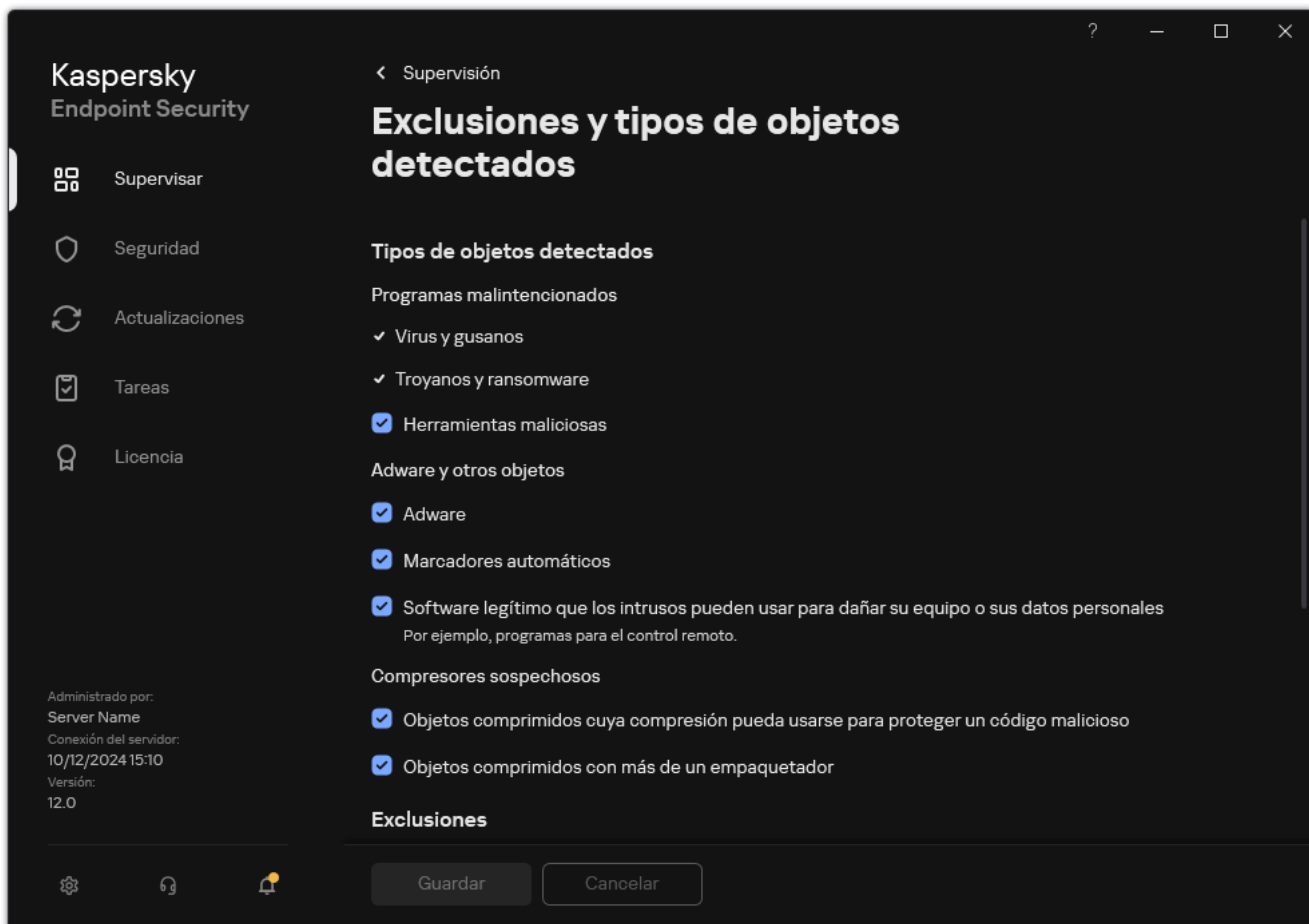 ?
Kaspersky
Endpoint Security
Supervisar
Seguridad
Actualizaciones
Tareas
Licencia
Administrado por:
Server Name
Conexión del servidor:
10/12/2024 15:10
Versión:
12.0
Supervisión
Exclusiones y tipos de objetos
detectados
Tipos de objetos detectados
Programas malintencionados
Virus y gusanos
Troyanos y ransomware
Herramientas maliciosas
Adware y otros objetos
Adware
Marcadores automáticos
Software legítimo que los intrusos pueden usar para dañar su equipo o sus datos personales
Por ejemplo, programas para el control remoto.
Compresores sospechosos
Objetos comprimidos cuya compresión pueda usarse para proteger un código malicioso
Objetos comprimidos con más de un empaquetador
Exclusiones
Guardar
Cancelar